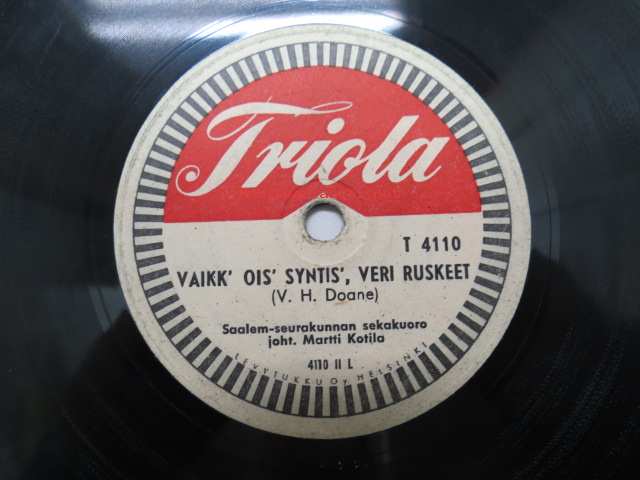 Triola
T 4110
VAIKK' OIS' SYNTIS', VERI RUSKEET
(V. H. Doane)
Saalem-seurakunnan sekakuoro
joht. Martti Kotila
4110 II L
LEVYTUKKU OY HELSINKI